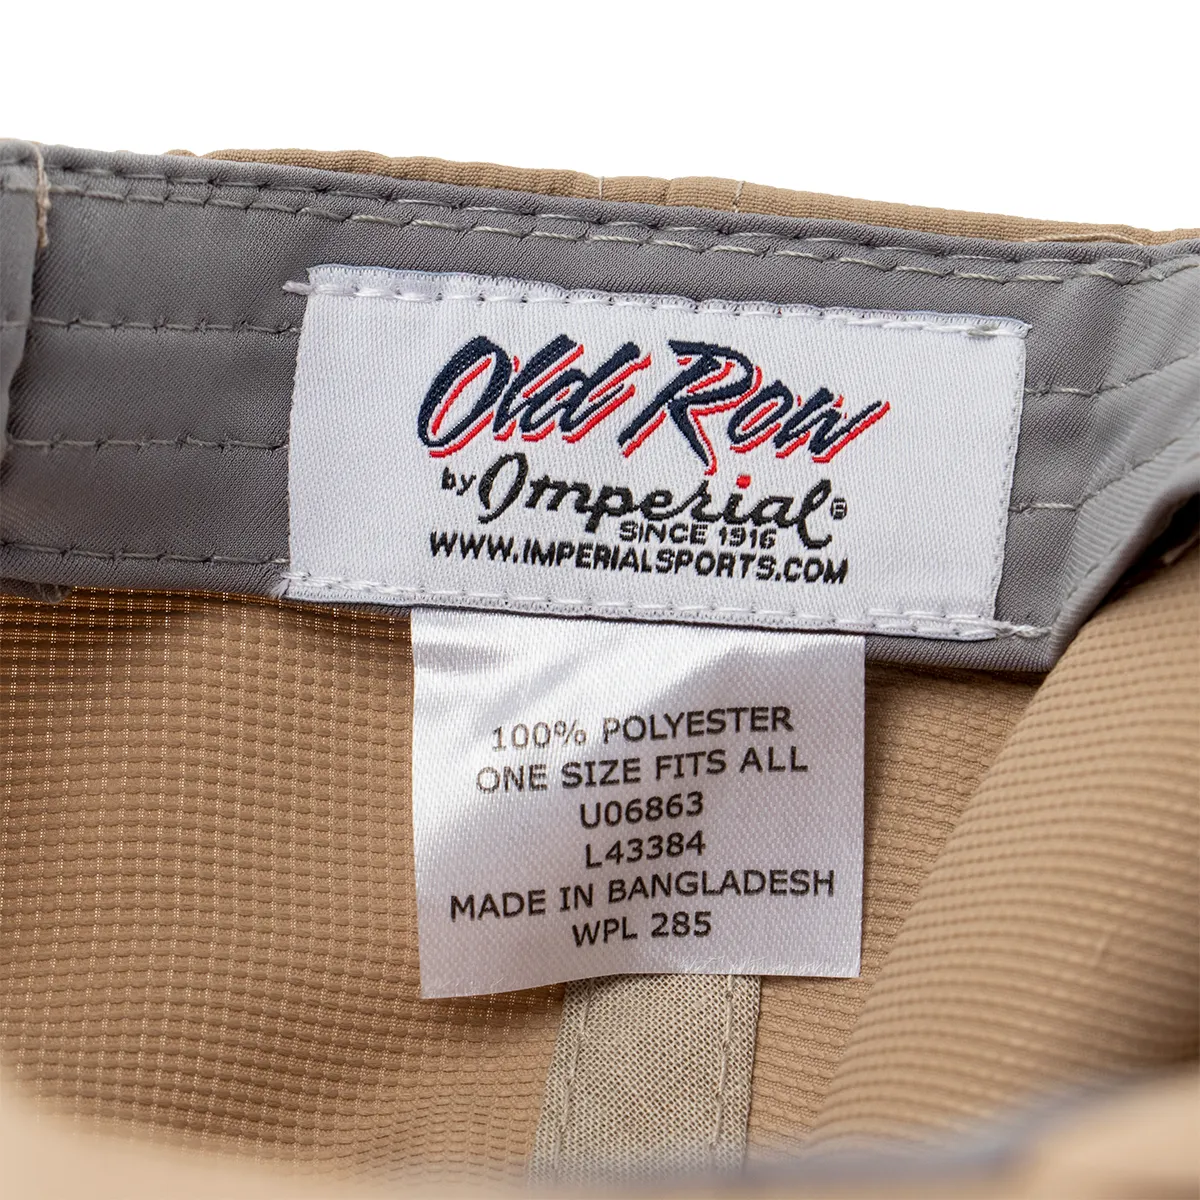 Old Row
by Imperial®
SINCE 1916
WWW.IMPERIALSPORTS.COM
100% POLYESTER
ONE SIZE FITS ALL
U06863
L43384
MADE IN BANGLADESH
WPL 285